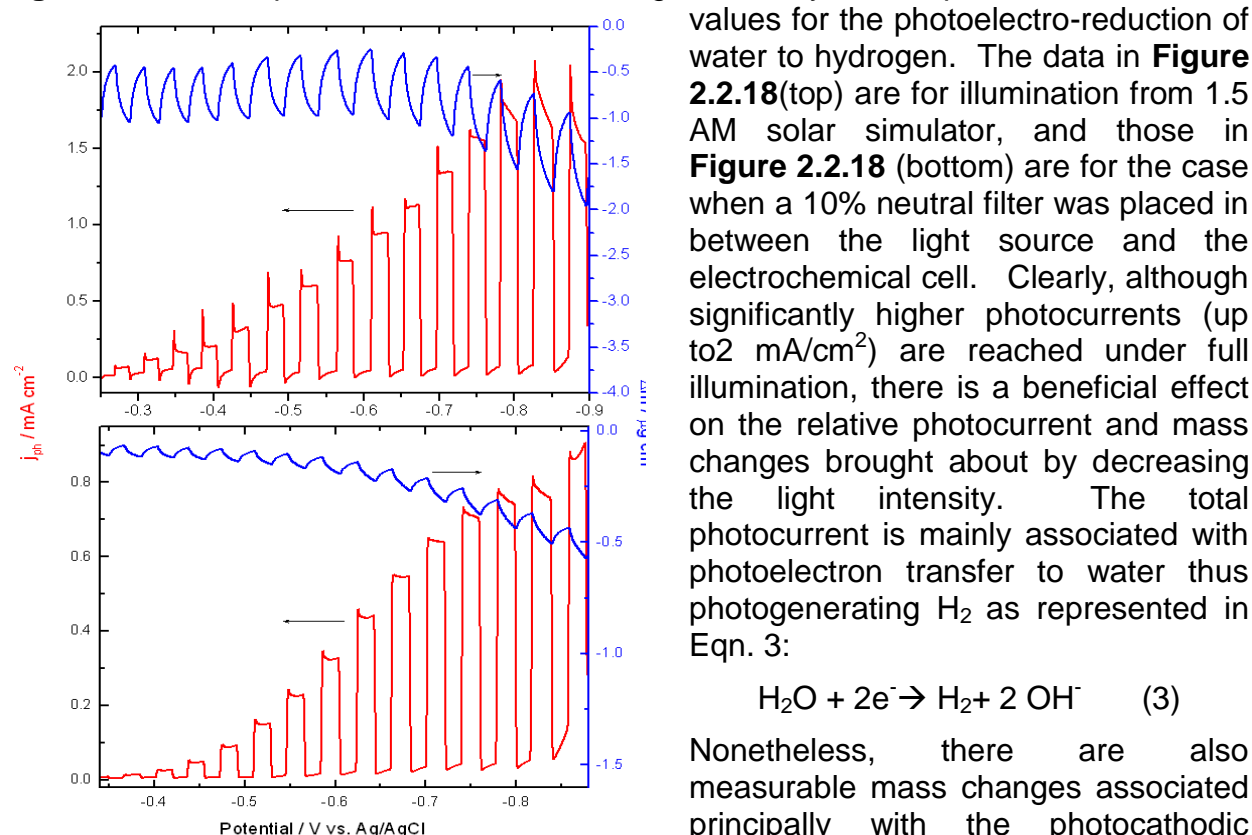 values for the photoelectro-reduction of
water to hydrogen. The data in Figure
2.2.18(top) are for illumination from 1.5
AM solar simulator, and those in
Figure 2.2.18 (bottom) are for the case
when a 10% neutral filter was placed in
between the light source and the
electrochemical cell. Clearly, although
significantly higher photocurrents (up
to2 mA/cm²) are reached under full
illumination, there is a beneficial effect
on the relative photocurrent and mass
changes brought about by decreasing
the light intensity. The total
photocurrent is mainly associated with
photoelectron transfer to water thus
photogenerating H₂ as represented in
Eqn. 3:
H₂O + 2e⁻→ H₂+ 2 OH⁻ (3)
Nonetheless, there are also
measurable mass changes associated
principally with the photocathodic
2.0
1.5
1.0
0.5
0.0
0.0
-0.5
-1.0
-1.5
-2.0
-2.5
-3.0
-3.5
-4.0
-0.3 -0.4 -0.5 -0.6 -0.7 -0.8 -0.9
jph / mA cm⁻²
0.8
0.6
0.4
0.2
0.0
0.0
-0.5
-1.0
-1.5
-0.4 -0.5 -0.6 -0.7 -0.8
Potential / V vs. Ag/AgCl